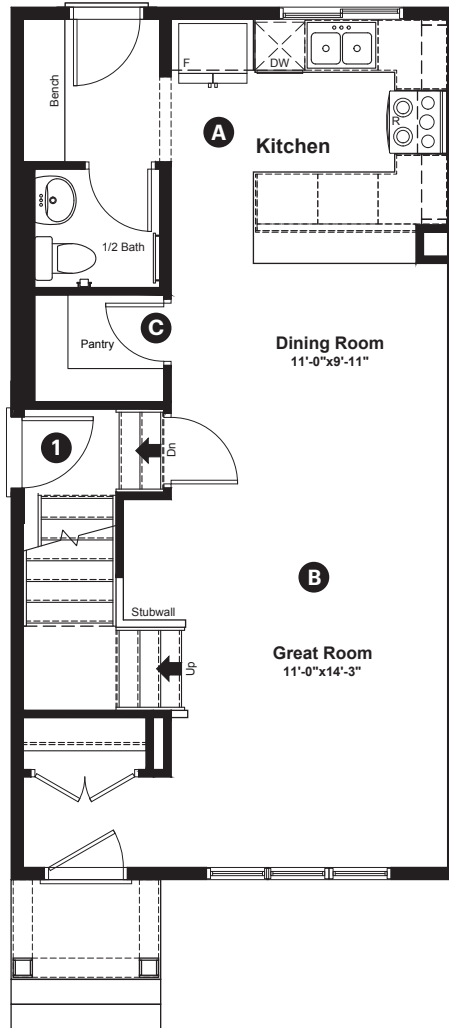 Bench
F
DW
R
A
Kitchen
1/2 Bath
C
Pantry
Dining Room
11'-0"x9'-11"
1
Dn
B
Stubwall
Great Room
11'-0"x14'-3"
Up